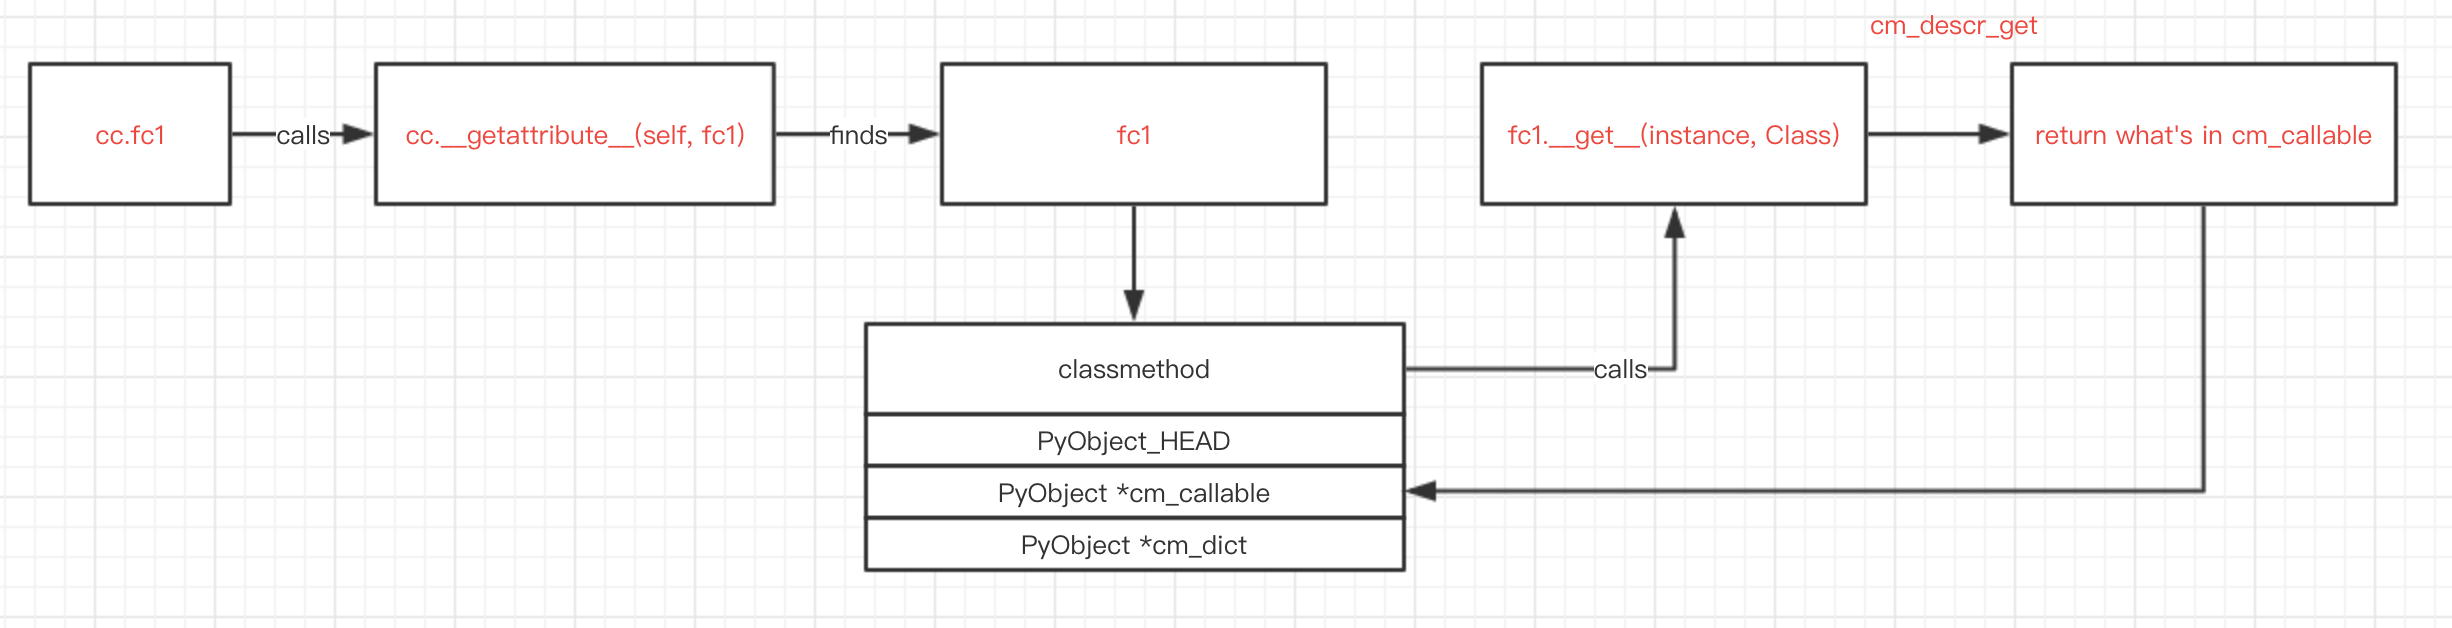 cm_descr_get
cc.fc1
calls
cc.__getattribute__(self, fc1)
finds
fc1
fc1.__get__(instance, Class)
return what's in cm_callable
classmethod
calls
PyObject_HEAD
PyObject *cm_callable
PyObject *cm_dict